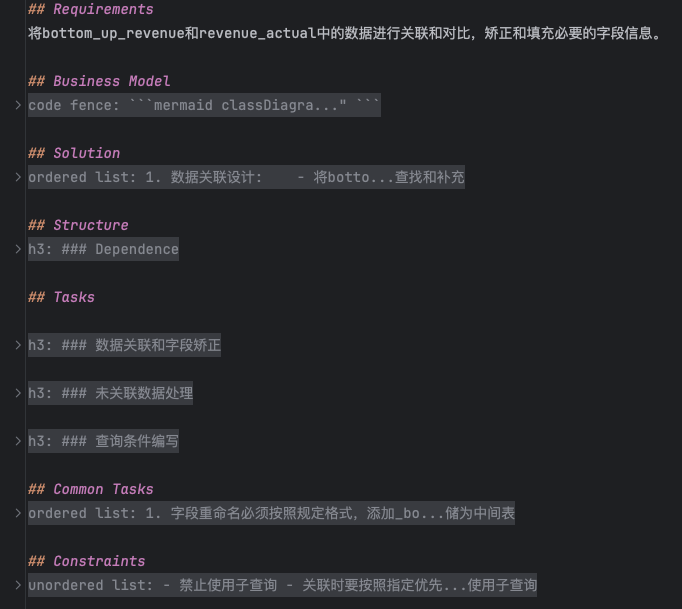 ## Requirements
将bottom_up_revenue和revenue_actual中的数据进行关联和对比，矫正和填充必要的字段信息。
## Business Model
code fence: ```mermaid classDiagra..." ```
## Solution
ordered list: 1. 数据关联设计:    - 将botto...查找和补充
## Structure
h3: ### Dependence
## Tasks
h3: ### 数据关联和字段矫正
h3: ### 未关联数据处理
h3: ### 查询条件编写
## Common Tasks
ordered list: 1. 字段重命名必须按照规定格式，添加_bo...储为中间表
## Constraints
unordered list: - 禁止使用子查询 - 关联时要按照指定优先...使用子查询